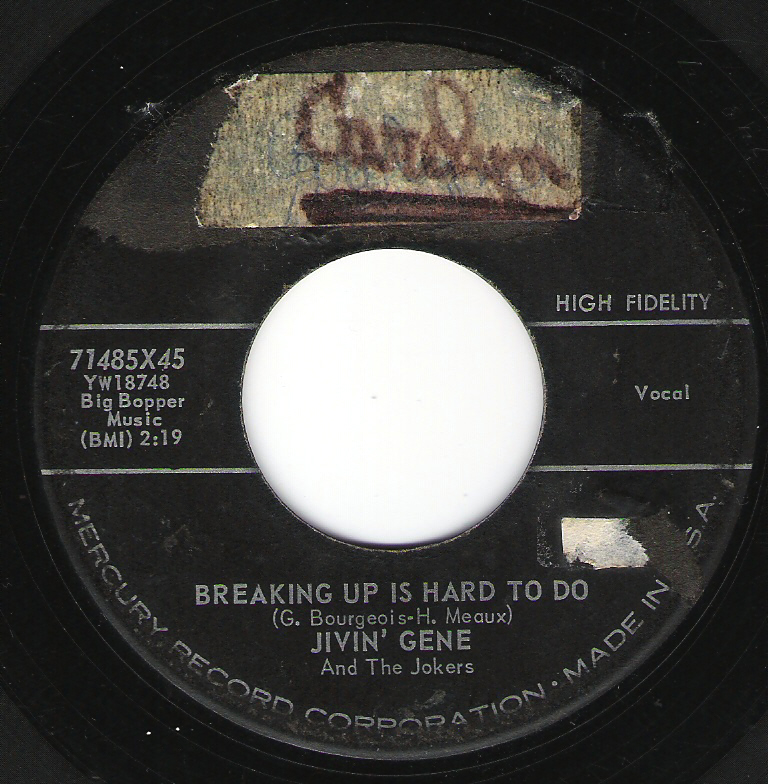 Carolyn
HIGH FIDELITY
71485X45
YW18748
Big Bopper
Music
(BMI) 2:19
Vocal
BREAKING UP IS HARD TO DO
(G. Bourgeois-H. Meaux)
JIVIN' GENE
And The Jokers
MERCURY RECORD CORPORATION • MADE IN U.S.A.